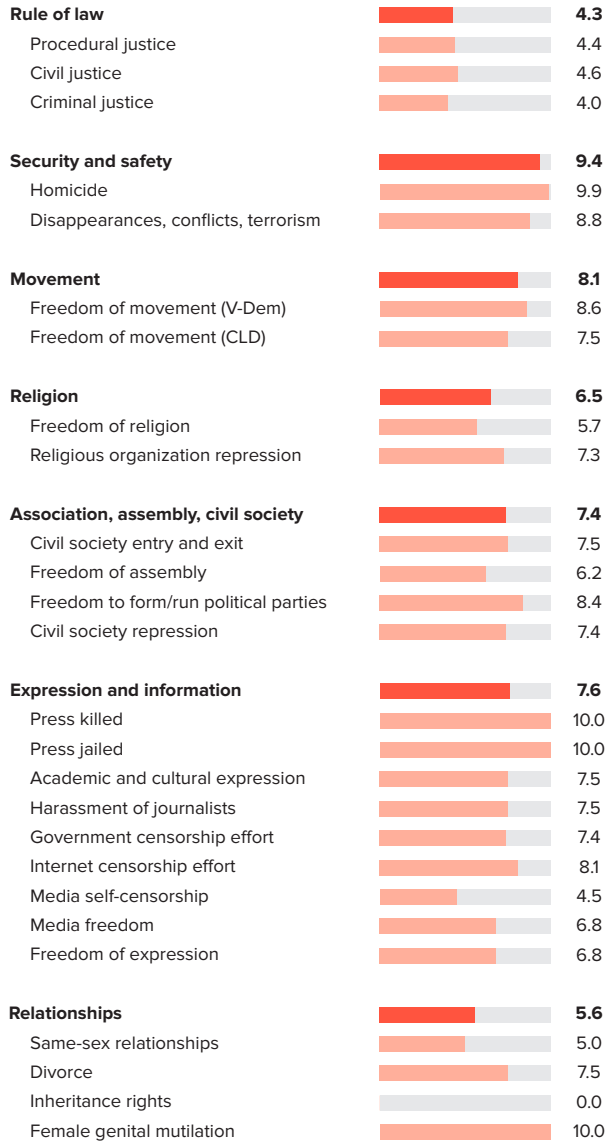 Rule of law 4.3
Procedural justice 4.4
Civil justice 4.6
Criminal justice 4.0
Security and safety 9.4
Homicide 9.9
Disappearances, conflicts, terrorism 8.8
Movement 8.1
Freedom of movement (V-Dem) 8.6
Freedom of movement (CLD) 7.5
Religion 6.5
Freedom of religion 5.7
Religious organization repression 7.3
Association, assembly, civil society 7.4
Civil society entry and exit 7.5
Freedom of assembly 6.2
Freedom to form/run political parties 8.4
Civil society repression 7.4
Expression and information 7.6
Press killed 10.0
Press jailed 10.0
Academic and cultural expression 7.5
Harassment of journalists 7.5
Government censorship effort 7.4
Internet censorship effort 8.1
Media self-censorship 4.5
Media freedom 6.8
Freedom of expression 6.8
Relationships 5.6
Same-sex relationships 5.0
Divorce 7.5
Inheritance rights 0.0
Female genital mutilation 10.0